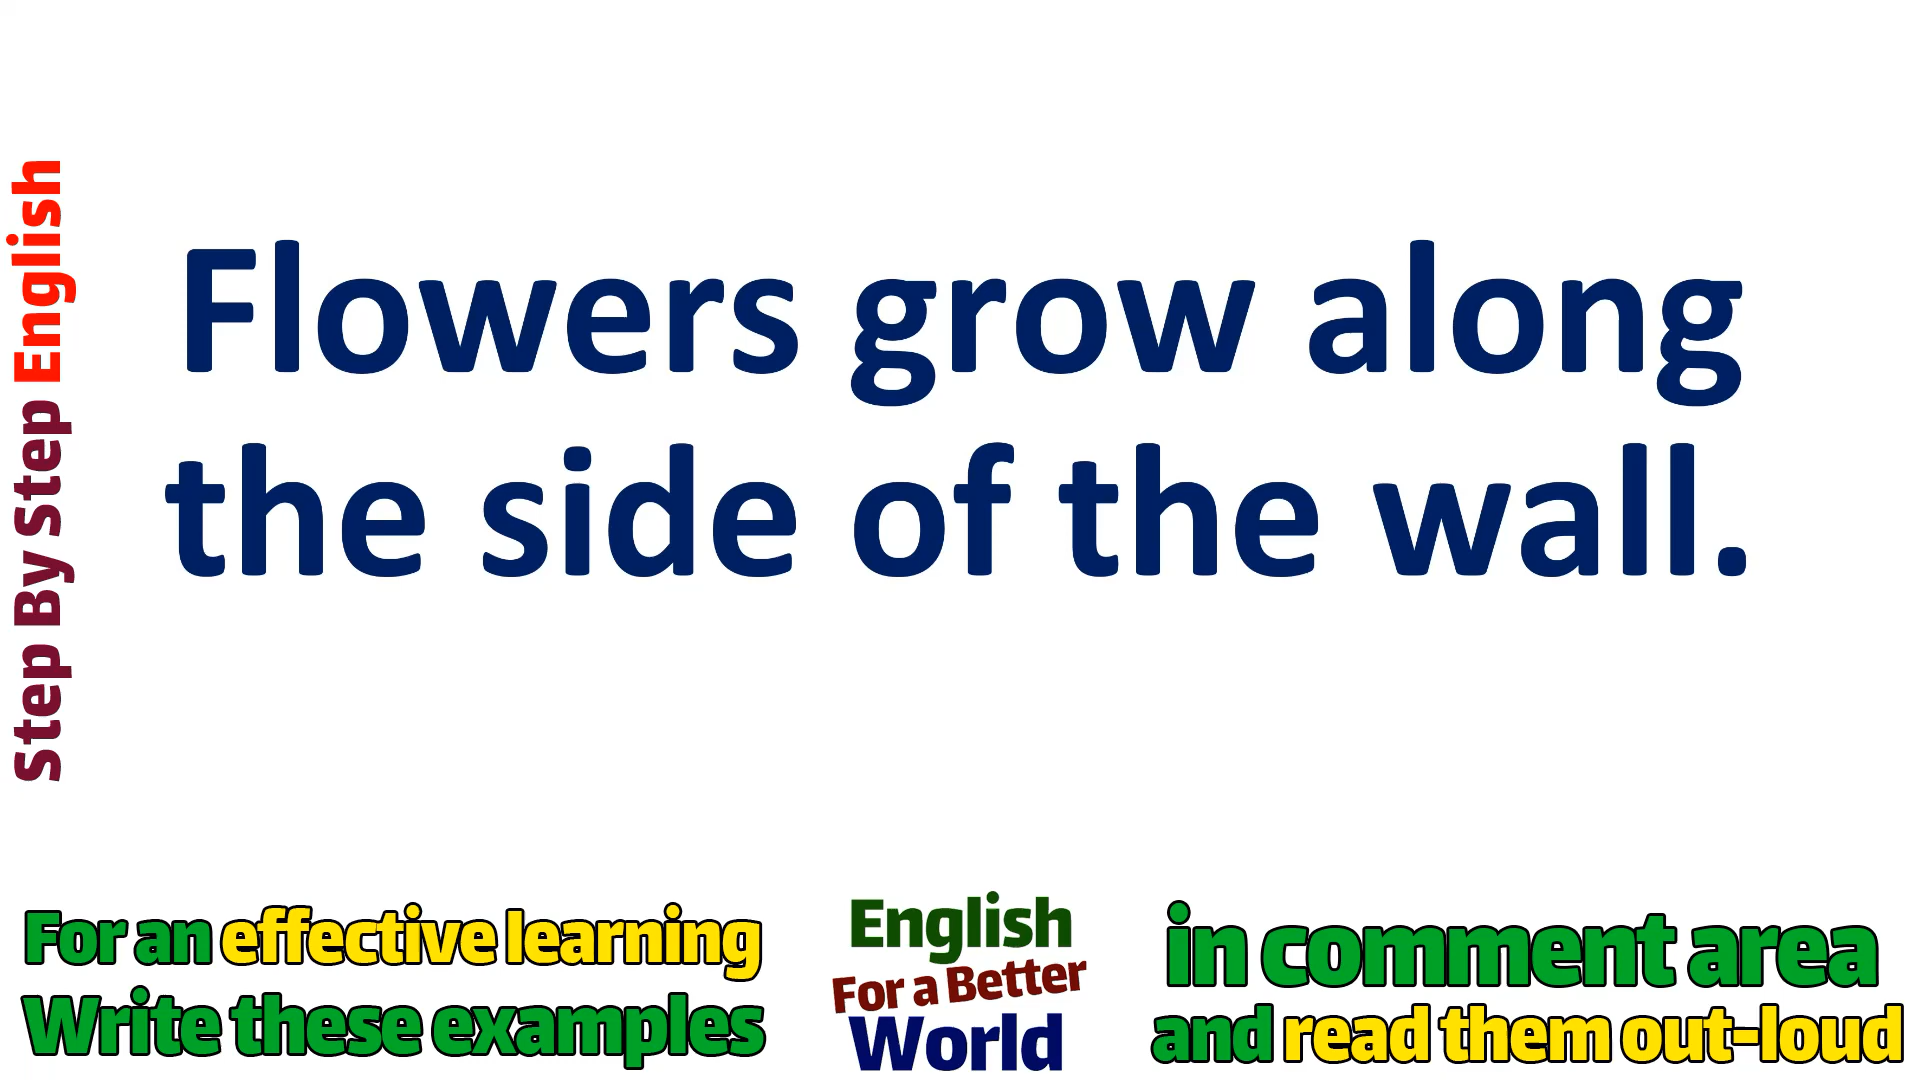 Step By Step English
Flowers grow along
the side of the wall.
For an effective learning
Write these examples
English
For a Better
World
in comment area
and read them out-loud